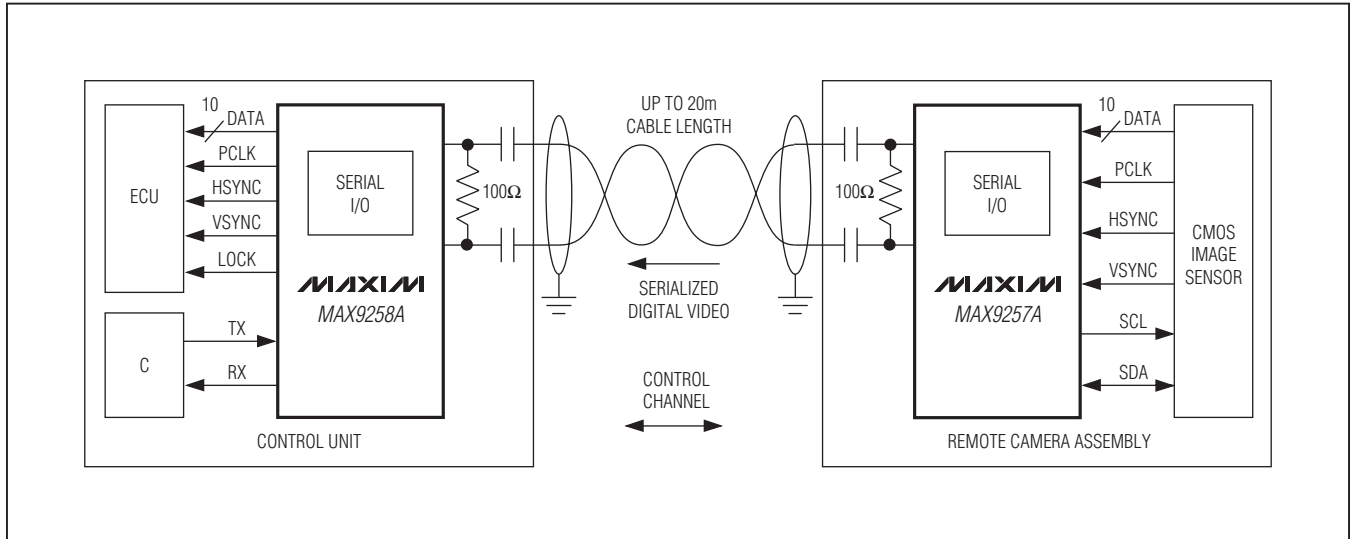 10
DATA
PCLK
HSYNC
VSYNC
LOCK
ECU
C
TX
RX
SERIAL
I/O
MAXIM
MAX9258A
100Ω
CONTROL UNIT
UP TO 20m
CABLE LENGTH
SERIALIZED
DIGITAL VIDEO
CONTROL
CHANNEL
100Ω
SERIAL
I/O
MAXIM
MAX9257A
10
DATA
PCLK
HSYNC
VSYNC
SCL
SDA
CMOS
IMAGE
SENSOR
REMOTE CAMERA ASSEMBLY